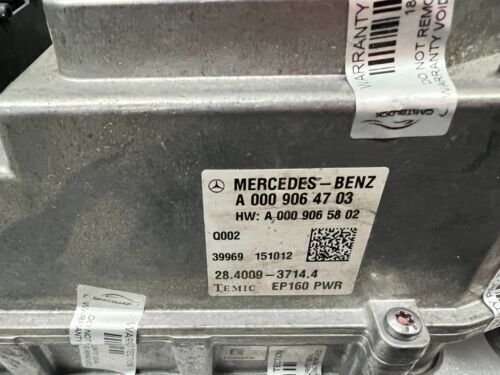 WARRANTY
DO NOT REMOVE
WARRANTY VOID
MERCEDES-BENZ
A 000 906 47 03
HW: A 000 906 58 02
Q002
39969 151012
28.4009-3714.4
TEMIC EP160 PWR